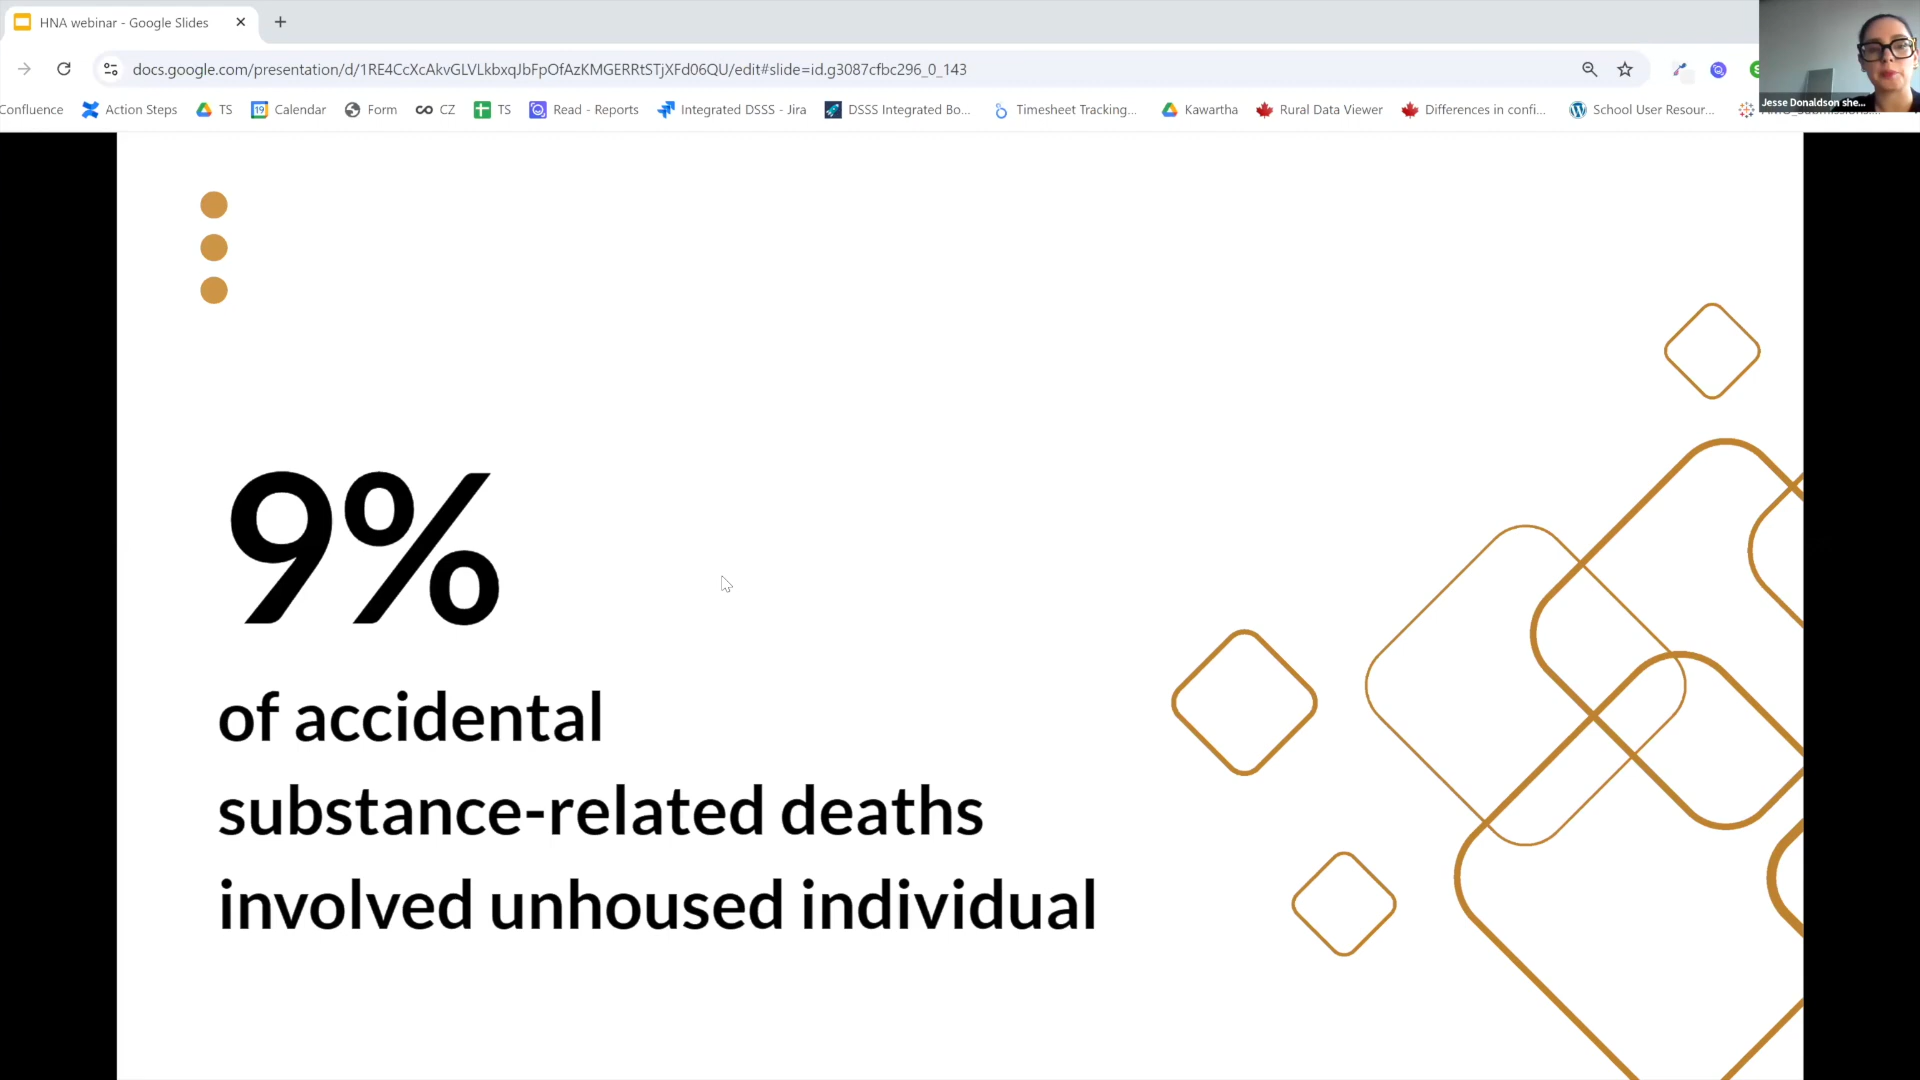 HNA webinar - Google Slides
docs.google.com/presentation/d/1RE4CcXcAkvGLVLkbxqJbFpOfAzKMGERRtSTjXFd06QU/edit#slide=id.g3087cfbc296_0_143
Confluence Action Steps TS Calendar Form CZ TS Read - Reports Integrated DSSS - Jira DSSS Integrated Bo... Timesheet Tracking... Kawartha Rural Data Viewer Differences in confi... School User Resour...
Jesse Donaldson she...
9%
of accidental
substance-related deaths
involved unhoused individual